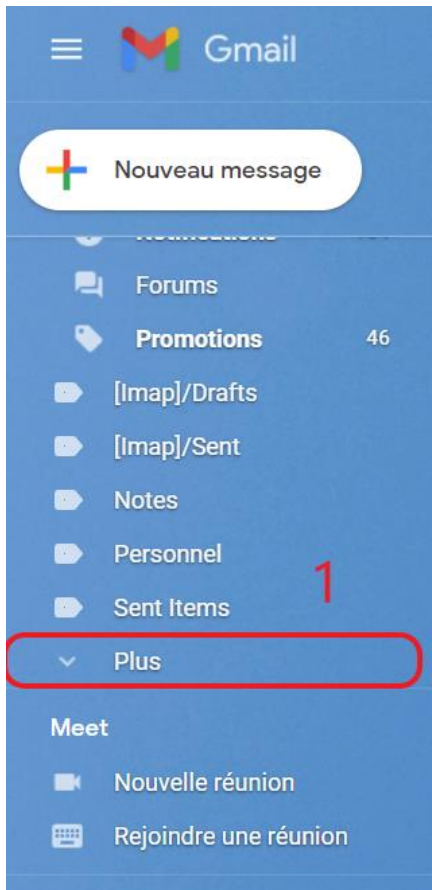 Gmail
Nouveau message
Forums
Promotions 46
[Imap]/Drafts
[Imap]/Sent
Notes
Personnel
1
Sent Items
Plus
Meet
Nouvelle réunion
Rejoindre une réunion